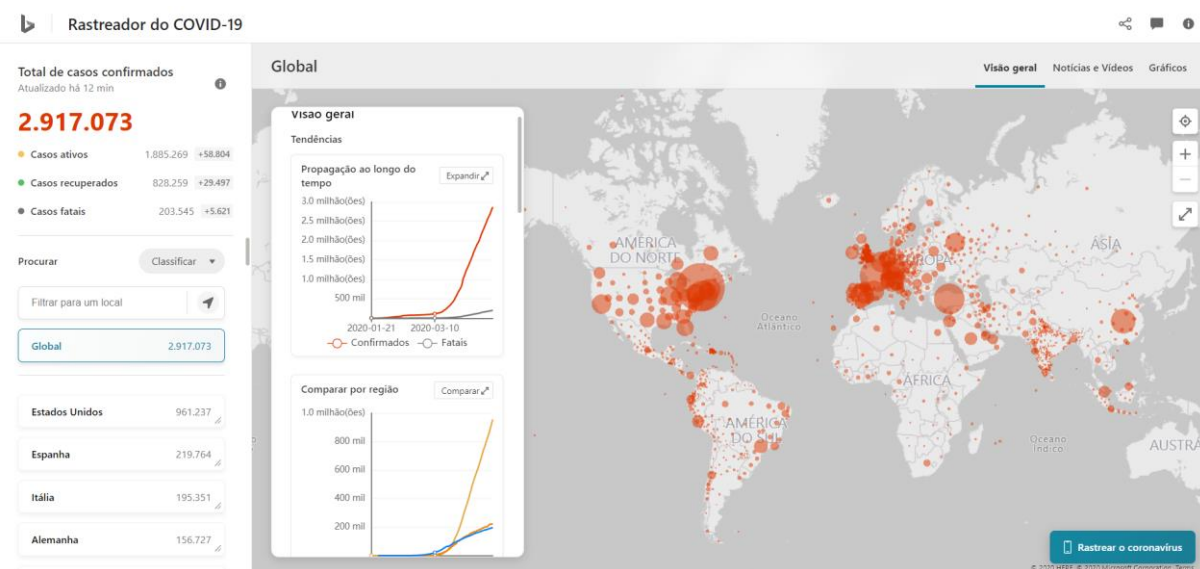 Rastreador do COVID-19
Total de casos confirmados
Atualizado há 12 min
2.917.073
Casos ativos 1.885.269 +58.804
Casos recuperados 828.259 +29.497
Casos fatais 203.545 +5.621
Procurar
Classificar
Filtrar para um local
Global 2.917.073
Estados Unidos 961.237
Espanha 219.764
Itália 195.351
Alemanha 156.727
Global
Visão geral Notícias e Vídeos Gráficos
Visão geral
Tendências
Propagação ao longo do
tempo
Expandir
3.0 milhão(ões)
2.5 milhão(ões)
2.0 milhão(ões)
1.5 milhão(ões)
1.0 milhão(ões)
500 mil
2020-01-21 2020-03-10
Confirmados Fatais
Comparar por região
Comparar
1.0 milhão(ões)
800 mil
600 mil
400 mil
200 mil
AMÉRICA
DO NORTE
EUROPA
ÁSIA
Oceano
Atlântico
ÁFRICA
AMÉRICA
DO SUL
Oceano
Índico
AUSTRÁ
Rastrear o coronavírus
© 2020 HERE, © 2020 Microsoft Corporation, Terms